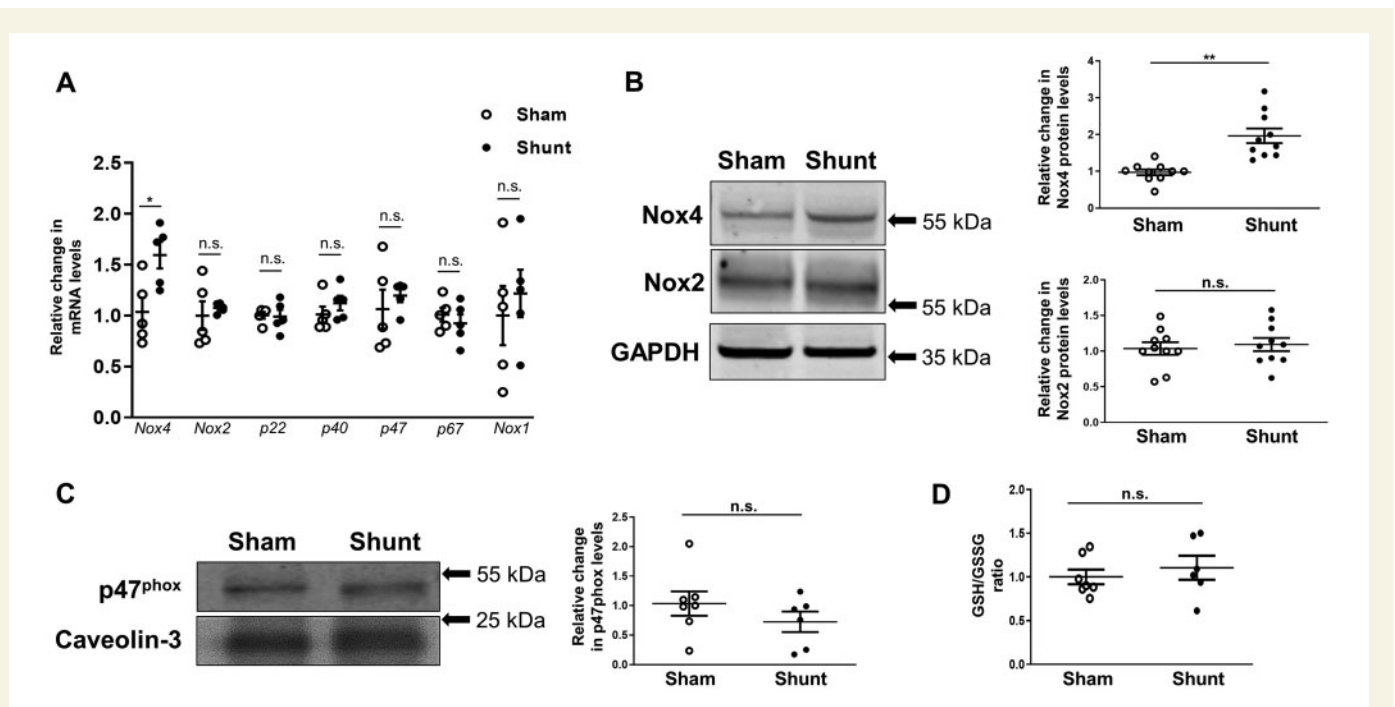 A
Sham
Shunt
Relative change in
mRNA levels
2.5
2.0
1.5
1.0
0.5
0.0
*
n.s.
n.s.
n.s.
n.s.
n.s.
n.s.
Nox4 Nox2 p22 p40 p47 p67 Nox1
B
Sham Shunt
Nox4
55 kDa
Nox2
55 kDa
GAPDH
35 kDa
Relative change in
Nox4 protein levels
4
3
2
1
0
**
Sham Shunt
Relative change in
Nox2 protein levels
2.0
1.5
1.0
0.5
0.0
n.s.
Sham Shunt
C
Sham Shunt
p47phox
55 kDa
25 kDa
Caveolin-3
Relative change
in p47phox levels
2.5
2.0
1.5
1.0
0.5
0.0
n.s.
Sham Shunt
D
GSH/GSSG
ratio
2.0
1.5
1.0
0.5
0.0
n.s.
Sham Shunt